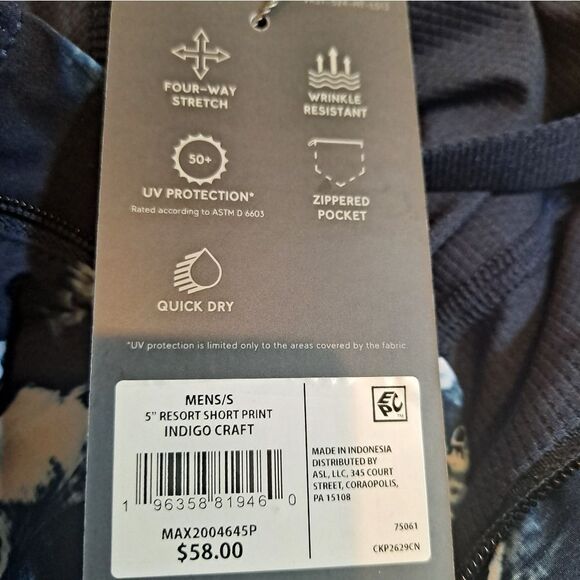 FOUR-WAY
STRETCH
WRINKLE
RESISTANT
50+
UV PROTECTION*
Rated according to ASTM D 6603
ZIPPERED
POCKET
QUICK DRY
*UV protection is limited only to the areas covered by the fabric.
MENS/S
5" RESORT SHORT PRINT
INDIGO CRAFT
1 96358 81946 0
MAX2004645P
$58.00
EPC™
MADE IN INDONESIA
DISTRIBUTED BY
ASL, LLC, 345 COURT
STREET, CORAOPOLIS,
PA 15108
7S061
CKP2629CN